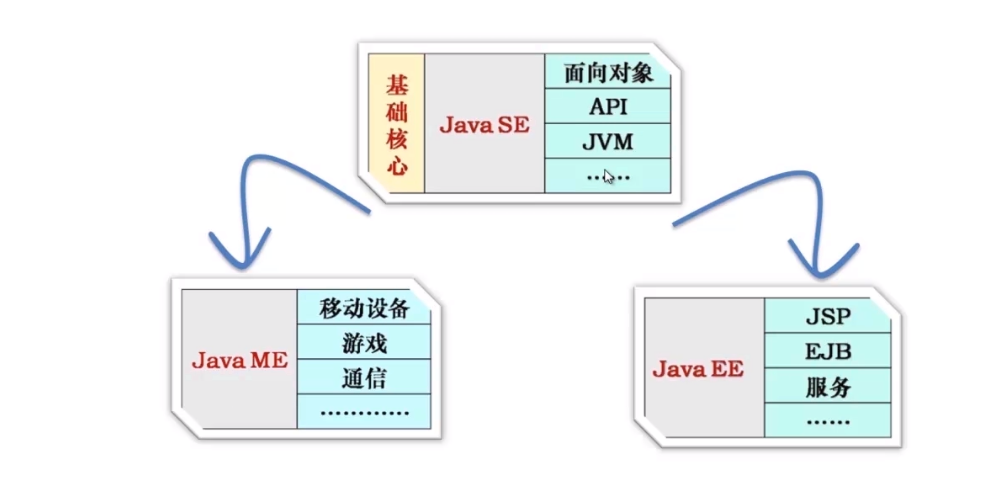 基础核心
Java SE
面向对象
API
JVM
......
Java ME
移动设备
游戏
通信
............
Java EE
JSP
EJB
服务
......